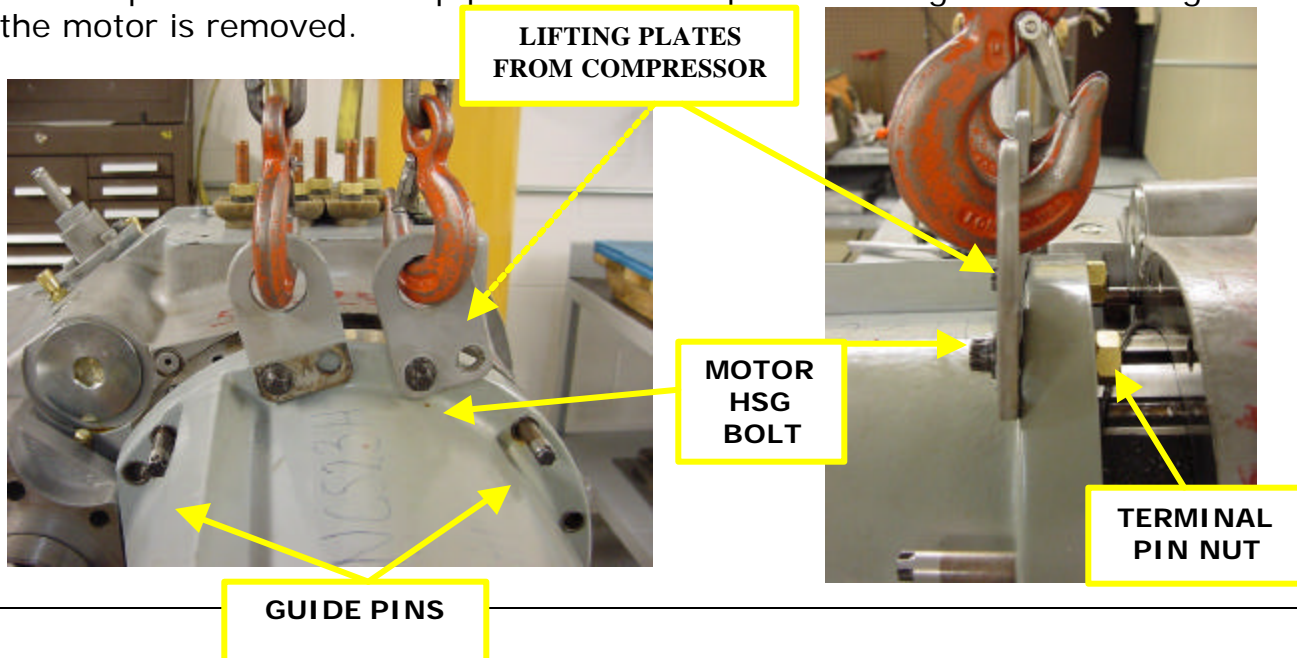 the motor is removed.
LIFTING PLATES
FROM COMPRESSOR
MOTOR
HSG
BOLT
TERMINAL
PIN NUT
GUIDE PINS